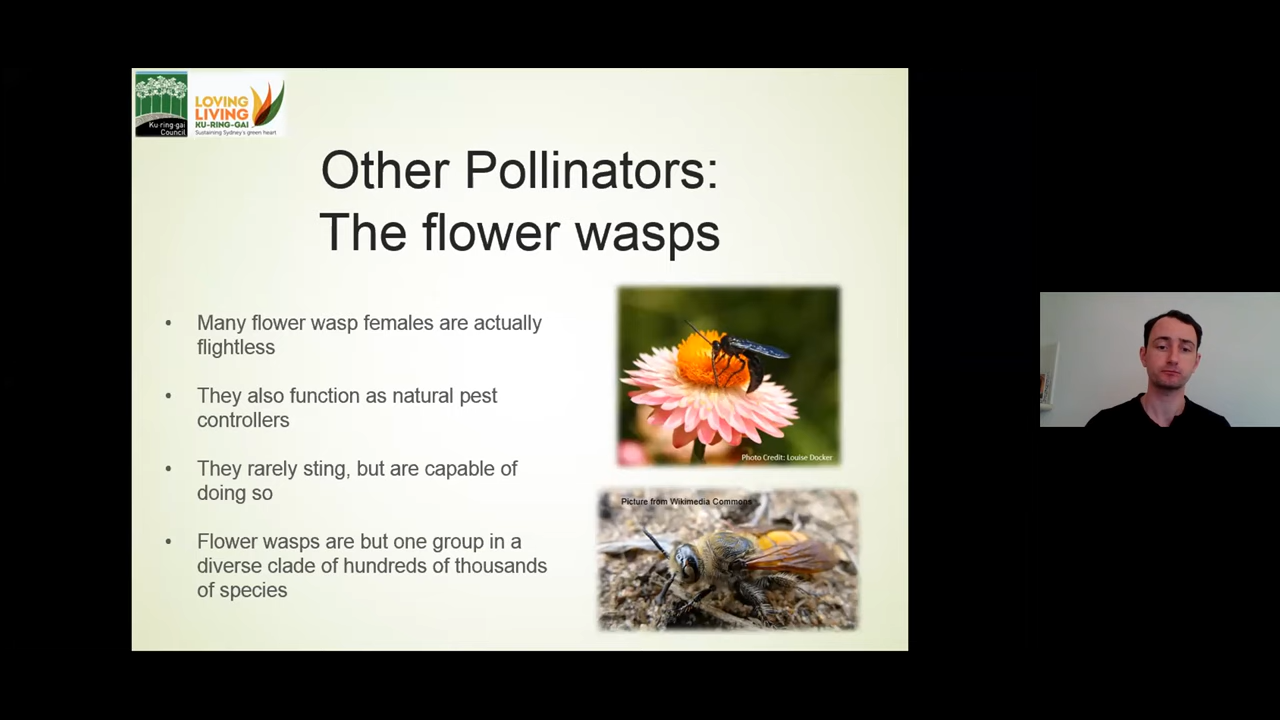 Ku·ring·gai
Council
LOVING
LIVING
KU-RING-GAI
Sustaining Sydney's green heart
Other Pollinators:
The flower wasps
• Many flower wasp females are actually
flightless
• They also function as natural pest
controllers
• They rarely sting, but are capable of
doing so
• Flower wasps are but one group in a
diverse clade of hundreds of thousands
of species
Photo Credit: Louise Docker
Picture from Wikimedia Commons